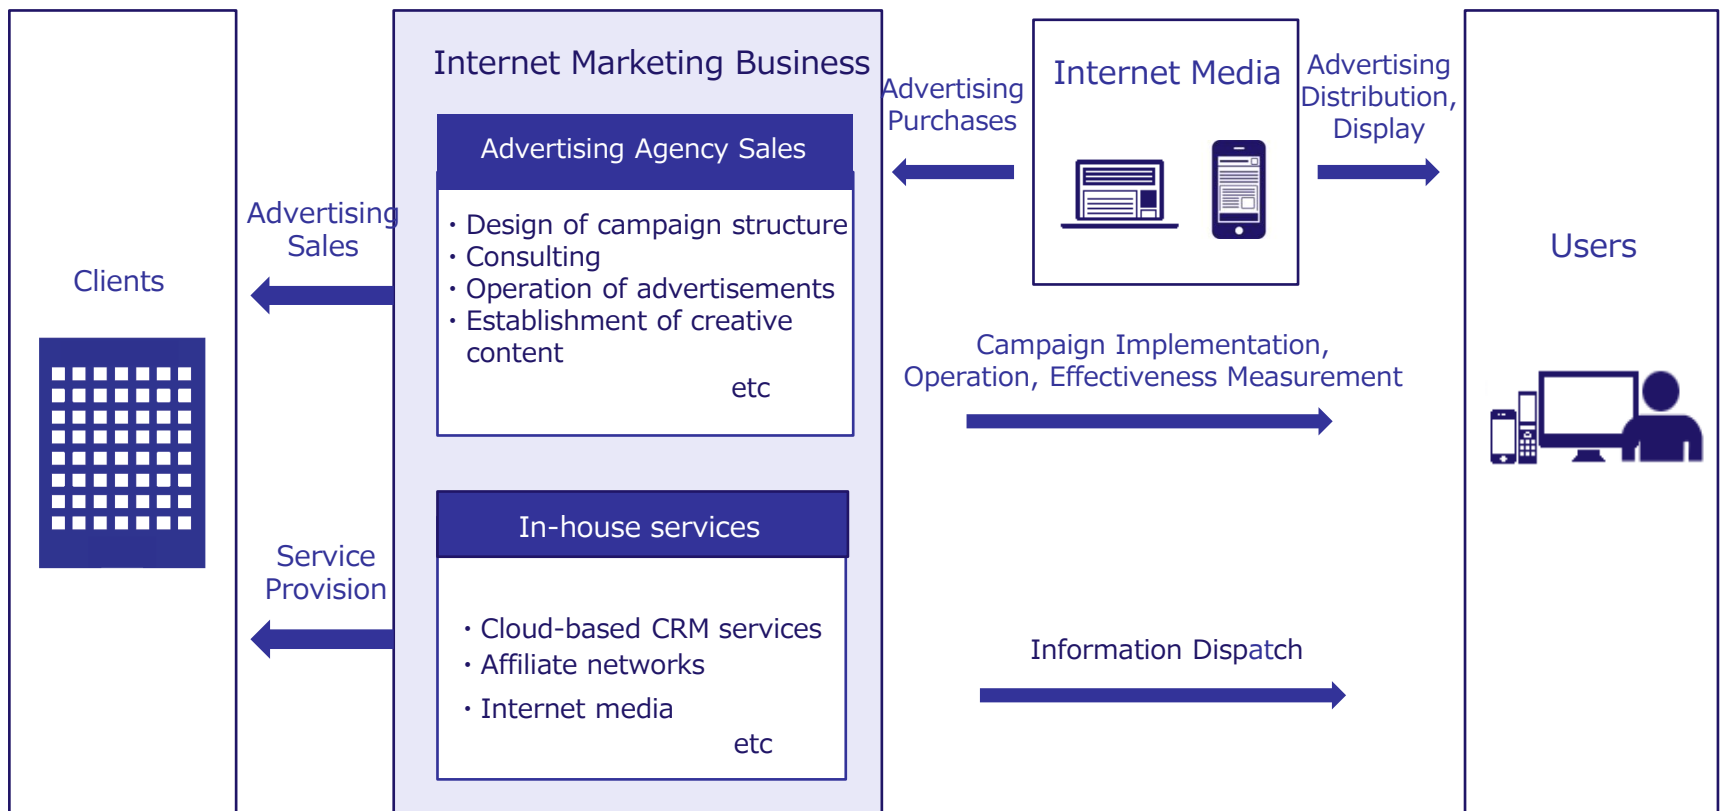 Clients
Advertising
Sales
Service
Provision
Internet Marketing Business
Advertising Agency Sales
・Design of campaign structure
・Consulting
・Operation of advertisements
・Establishment of creative
content
etc
In-house services
・Cloud-based CRM services
・Affiliate networks
・Internet media
etc
Advertising
Purchases
Internet Media
Advertising
Distribution,
Display
Campaign Implementation,
Operation, Effectiveness Measurement
Information Dispatch
Users